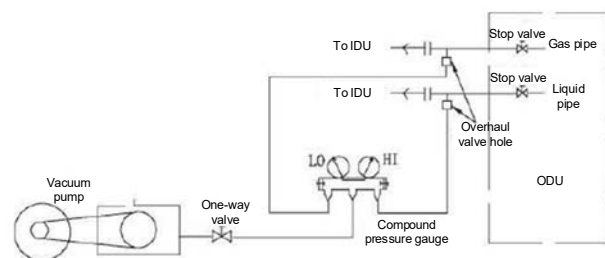 Stop valve
To IDU
Gas pipe
Stop valve
To IDU
Liquid
pipe
Overhaul
valve hole
LO
HI
ODU
Vacuum
pump
One-way
valve
Compound
pressure gauge